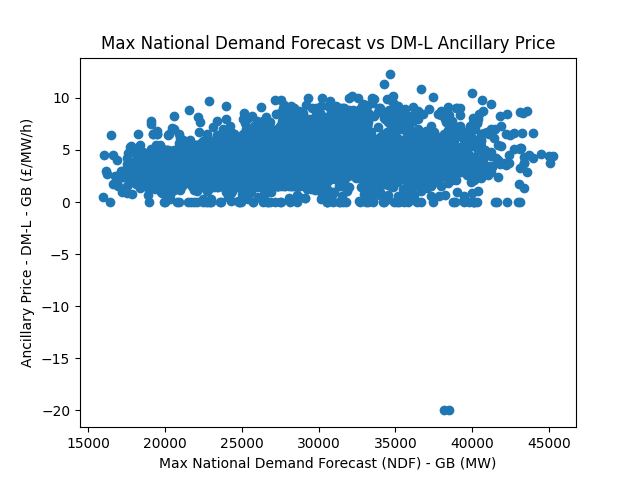 Max National Demand Forecast vs DM-L Ancillary Price
Ancillary Price - DM-L - GB (£/MW/h)
10
5
0
−5
−10
−15
−20
15000 20000 25000 30000 35000 40000 45000
Max National Demand Forecast (NDF) - GB (MW)